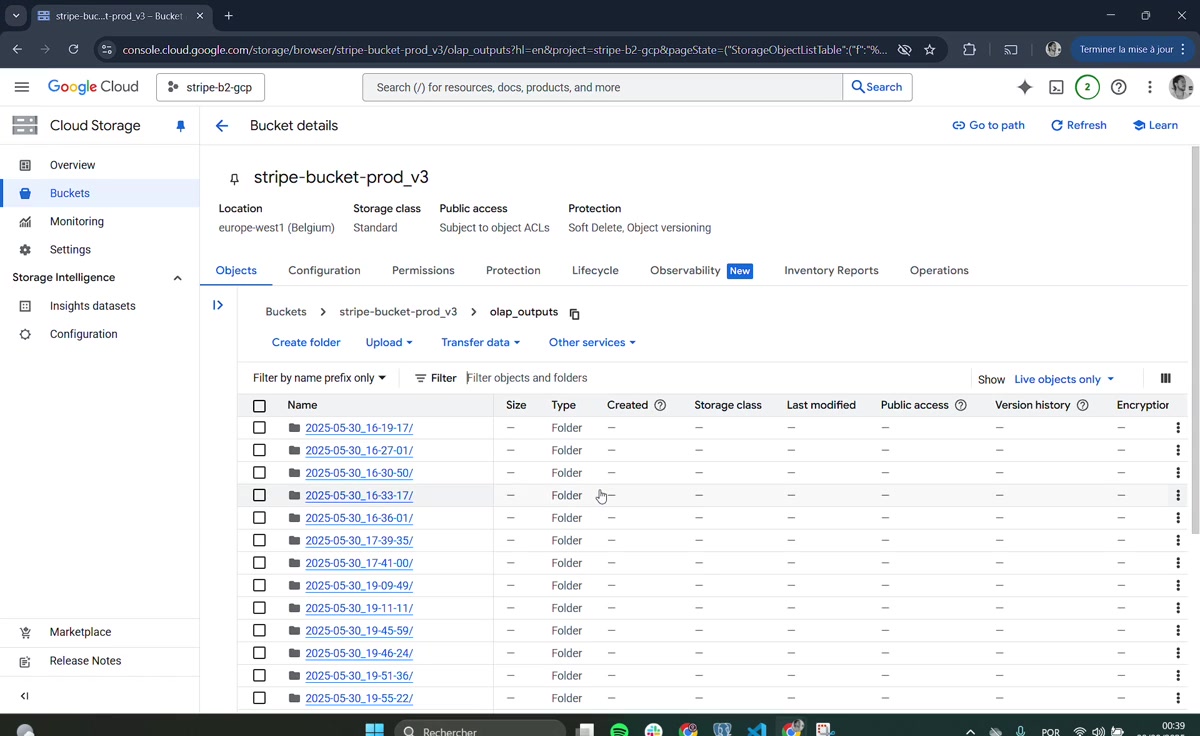 stripe-buc...t-prod_v3 – Bucket
console.cloud.google.com/storage/browser/stripe-bucket-prod_v3/olap_outputs?hl=en&project=stripe-b2-gcp&pageState=("StorageObjectListTable":("f":"%...
Terminer la mise à jour
Google Cloud
stripe-b2-gcp
Search (/) for resources, docs, products, and more
Search
2
Cloud Storage
Bucket details
Go to path
Refresh
Learn
Overview
Buckets
Monitoring
Settings
Storage Intelligence
Insights datasets
Configuration
Marketplace
Release Notes
stripe-bucket-prod_v3
Location Storage class Public access Protection
europe-west1 (Belgium) Standard Subject to object ACLs Soft Delete, Object versioning
Objects Configuration Permissions Protection Lifecycle Observability New Inventory Reports Operations
Buckets stripe-bucket-prod_v3 olap_outputs
Create folder Upload Transfer data Other services
Filter by name prefix only Filter Filter objects and folders Show Live objects only
Name Size Type Created Storage class Last modified Public access Version history Encryption
2025-05-30_16-19-17/ — Folder — — — — — —
2025-05-30_16-27-01/ — Folder — — — — — —
2025-05-30_16-30-50/ — Folder — — — — — —
2025-05-30_16-33-17/ — Folder — — — — — —
2025-05-30_16-36-01/ — Folder — — — — — —
2025-05-30_17-39-35/ — Folder — — — — — —
2025-05-30_17-41-00/ — Folder — — — — — —
2025-05-30_19-09-49/ — Folder — — — — — —
2025-05-30_19-11-11/ — Folder — — — — — —
2025-05-30_19-45-59/ — Folder — — — — — —
2025-05-30_19-46-24/ — Folder — — — — — —
2025-05-30_19-51-36/ — Folder — — — — — —
2025-05-30_19-55-22/ — Folder — — — — — —
Rechercher
POR
00:39